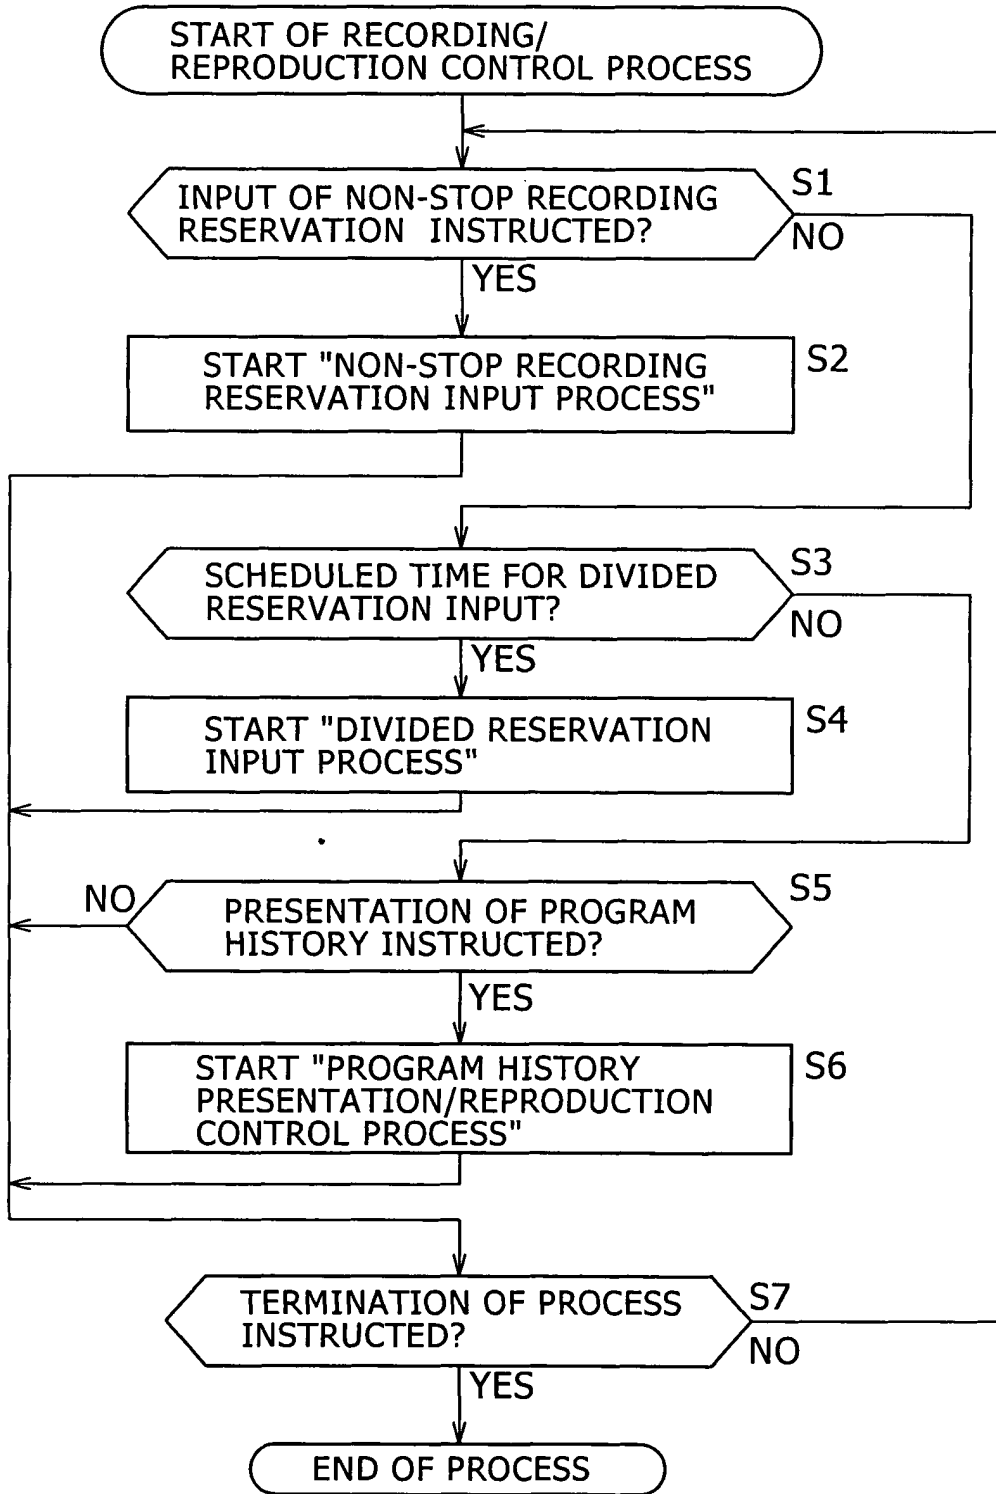 START OF RECORDING/
REPRODUCTION CONTROL PROCESS
INPUT OF NON-STOP RECORDING
RESERVATION INSTRUCTED?
S1
NO
YES
START "NON-STOP RECORDING
RESERVATION INPUT PROCESS"
S2
SCHEDULED TIME FOR DIVIDED
RESERVATION INPUT?
S3
NO
YES
START "DIVIDED RESERVATION
INPUT PROCESS"
S4
NO
PRESENTATION OF PROGRAM
HISTORY INSTRUCTED?
S5
YES
START "PROGRAM HISTORY
PRESENTATION/REPRODUCTION
CONTROL PROCESS"
S6
TERMINATION OF PROCESS
INSTRUCTED?
S7
NO
YES
END OF PROCESS